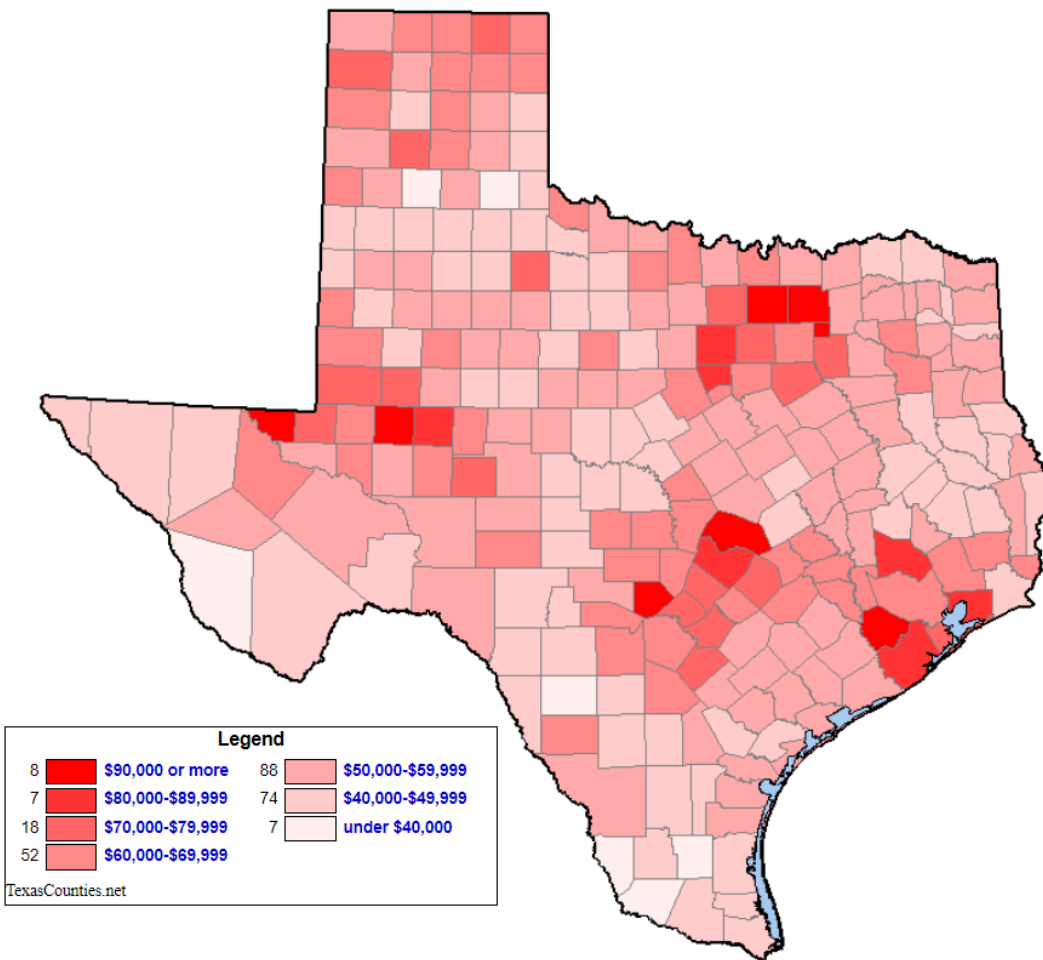 Legend
8 $90,000 or more 88 $50,000-$59,999
7 $80,000-$89,999 74 $40,000-$49,999
18 $70,000-$79,999 7 under $40,000
52 $60,000-$69,999
TexasCounties.net